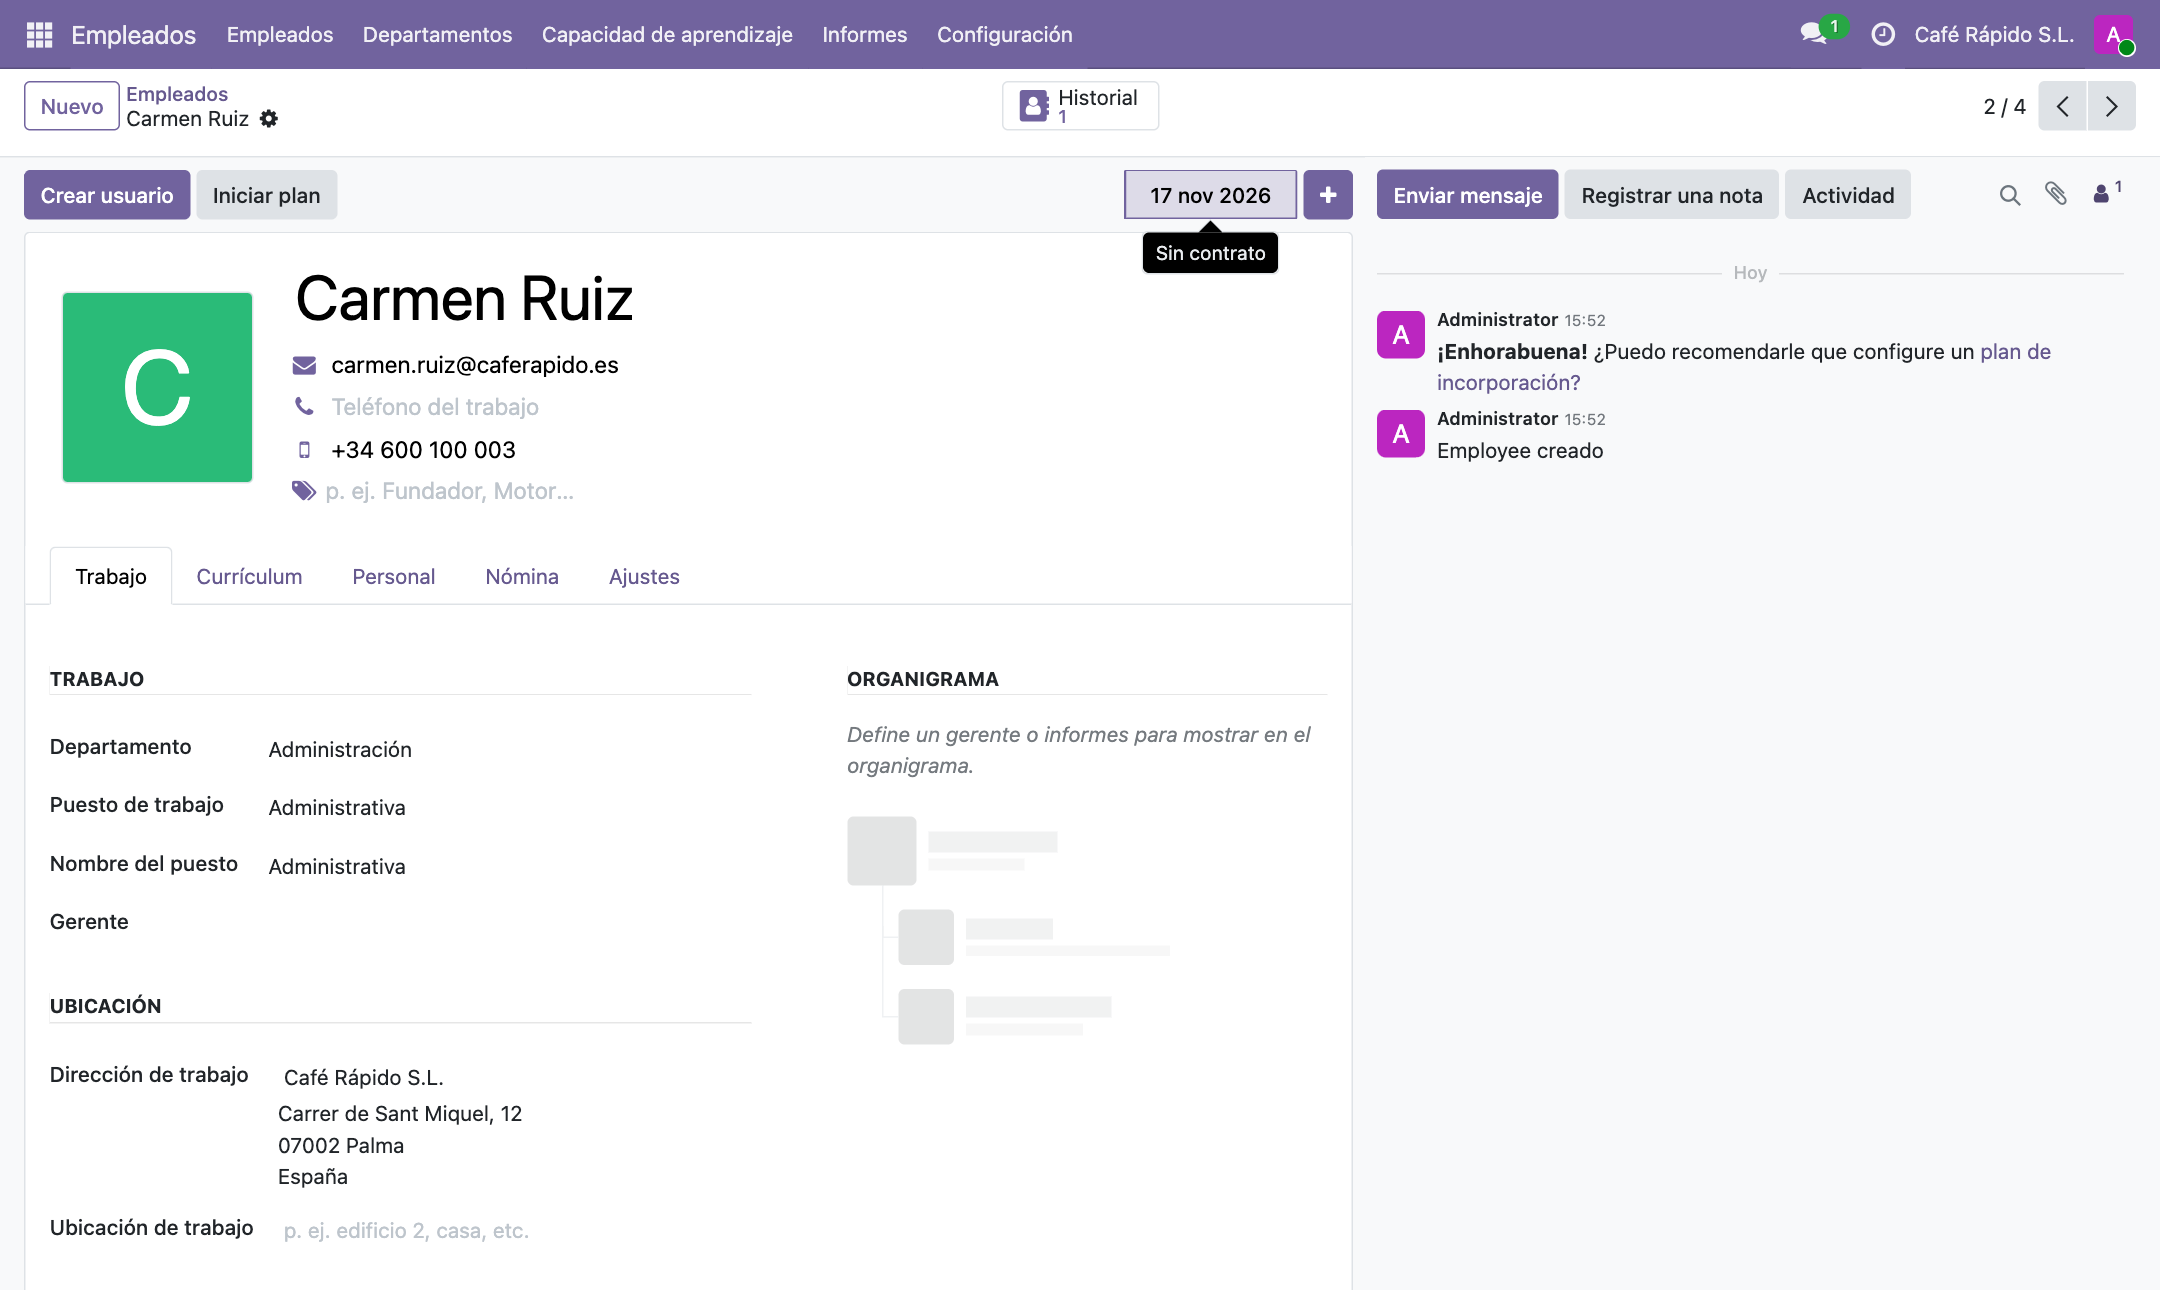 Empleados Empleados Departamentos Capacidad de aprendizaje Informes Configuración 1 Café Rápido S.L. A
Nuevo Empleados
Carmen Ruiz
Historial
1
2 / 4
Crear usuario Iniciar plan 17 nov 2026 + Enviar mensaje Registrar una nota Actividad 1
Sin contrato
Hoy
C
Carmen Ruiz
carmen.ruiz@caferapido.es
Teléfono del trabajo
+34 600 100 003
p. ej. Fundador, Motor...
A
Administrator 15:52
¡Enhorabuena! ¿Puedo recomendarle que configure un plan de
incorporación?
A
Administrator 15:52
Employee creado
Trabajo Currículum Personal Nómina Ajustes
TRABAJO
Departamento Administración
Puesto de trabajo Administrativa
Nombre del puesto Administrativa
Gerente
ORGANIGRAMA
Define un gerente o informes para mostrar en el
organigrama.
UBICACIÓN
Dirección de trabajo Café Rápido S.L.
Carrer de Sant Miquel, 12
07002 Palma
España
Ubicación de trabajo p. ej. edificio 2, casa, etc.